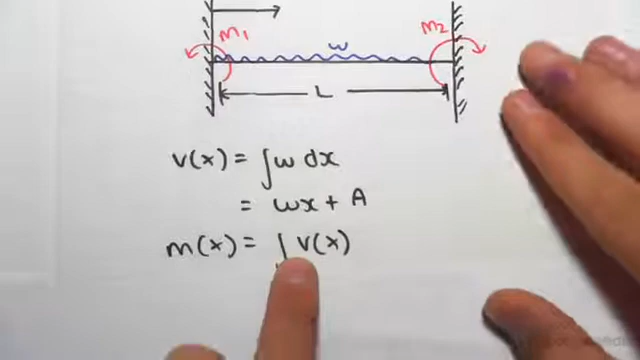 m1 m2
w
L
v(x) = ∫ w dx
= wx + A
m(x) = ∫ v(x)